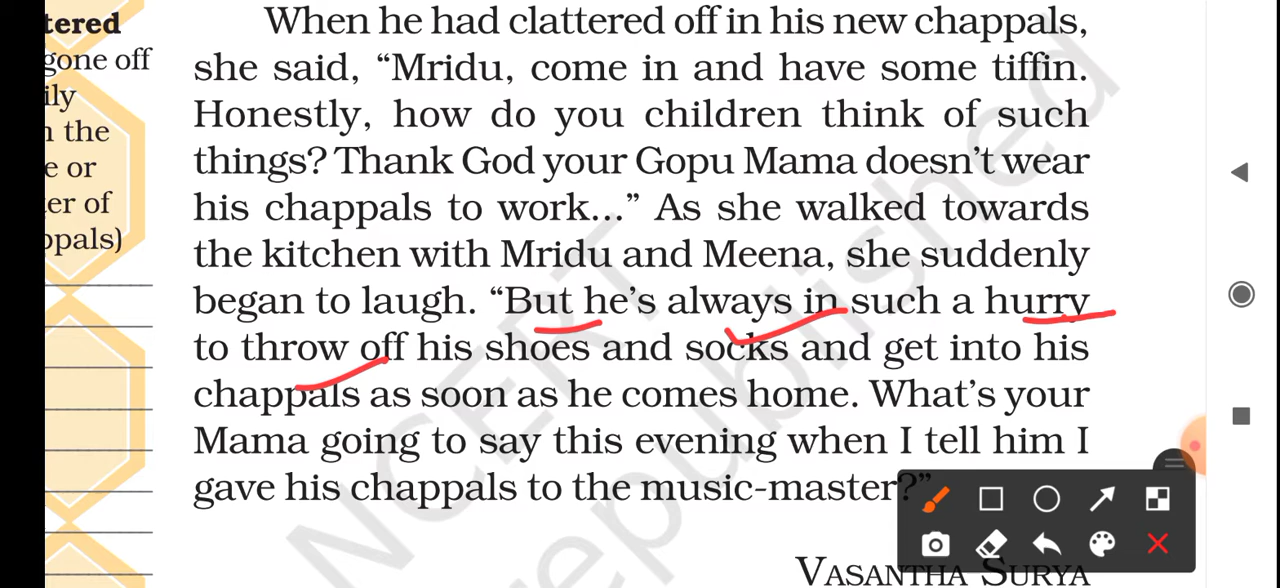 tered
gone off
ily
n the
e or
er of
ppals)
When he had clattered off in his new chappals,
she said, “Mridu, come in and have some tiffin.
Honestly, how do you children think of such
things? Thank God your Gopu Mama doesn’t wear
his chappals to work...” As she walked towards
the kitchen with Mridu and Meena, she suddenly
began to laugh. “But he’s always in such a hurry
to throw off his shoes and socks and get into his
chappals as soon as he comes home. What’s your
Mama going to say this evening when I tell him I
gave his chappals to the music-master?”
VASANTHA SURYA
NCERT
republished